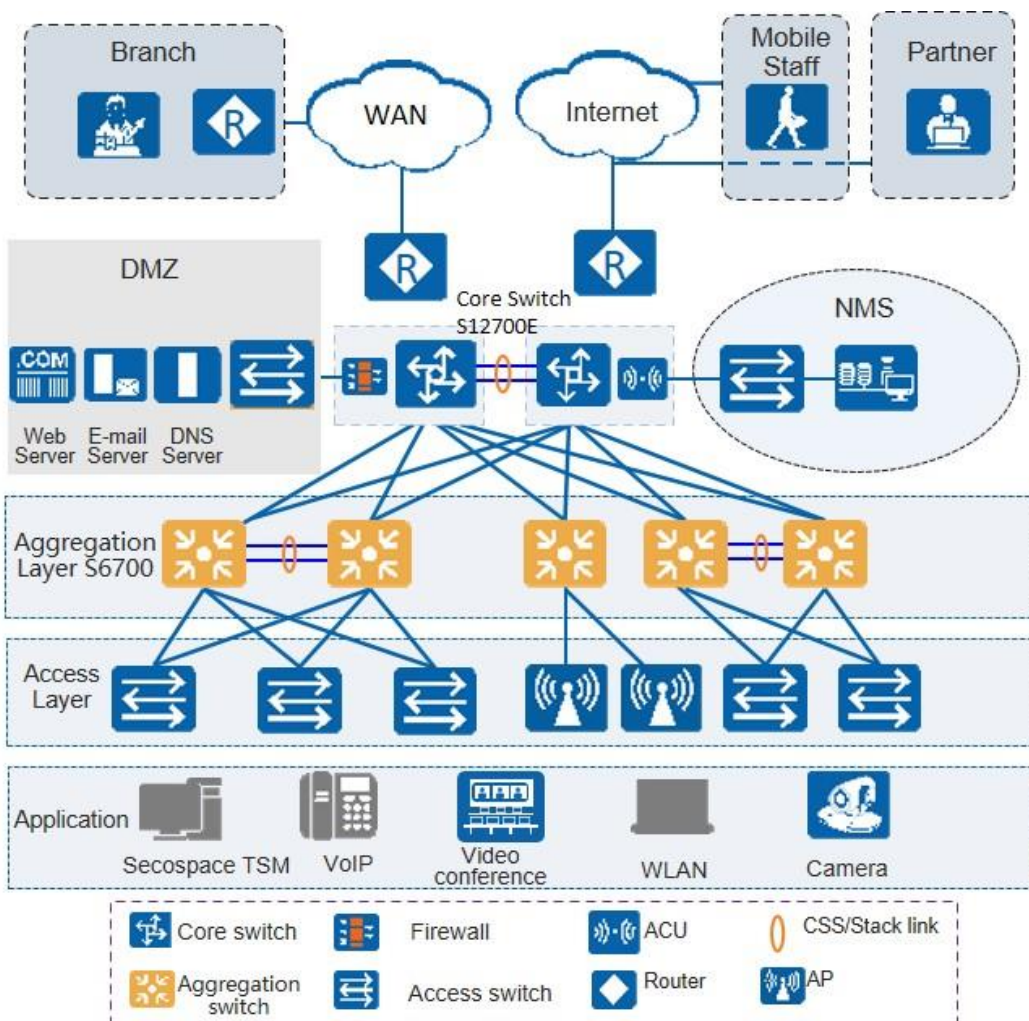 Branch
R
WAN
Internet
Mobile
Staff
Partner
R
R
DMZ
Core Switch
S12700E
NMS
.COM
Web
Server
E-mail
Server
DNS
Server
Aggregation
Layer S6700
Access
Layer
Application
Secospace TSM
VoIP
Video
conference
WLAN
Camera
Core switch
Firewall
ACU
CSS/Stack link
Aggregation
switch
Access switch
Router
AP